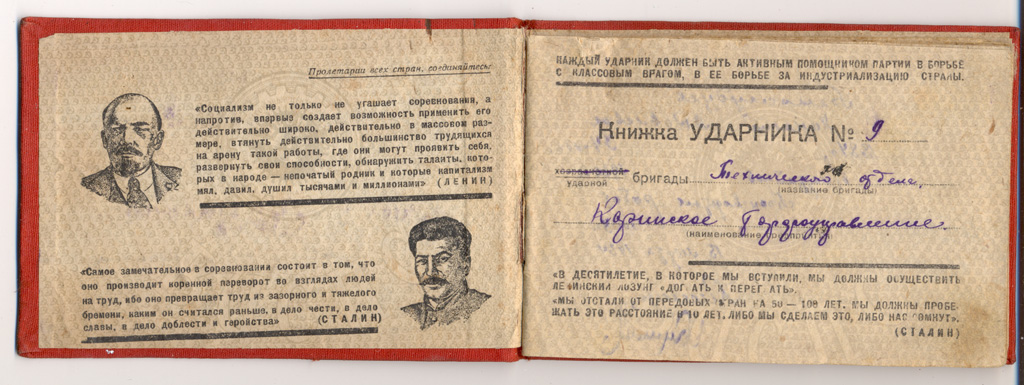 Пролетарии всех стран, соединяйтесь
«Социализм не только не угашает соревнования, а
напротив, впервые создает возможность применить его
действительно широко, действительно в массовом раз-
мере, втянуть действительно большинство трудящихся
на арену такой работы, где они могут проявить себя,
развернуть свои способности, обнаружить таланты, кото-
рых в народе — непочатый родник и которые капитализм
мял, давил, душил тысячами и миллионами» (ЛЕНИН)
«Самое замечательное в соревновании состоит в том, что
оно производит коренной переворот во взглядах людей
на труд, ибо оно превращает труд из зазорного и тяжелого
бремени, каким он считался раньше, в дело чести, в дело
славы, в дело доблести и геройства» (СТАЛИН)
КАЖДЫЙ УДАРНИК ДОЛЖЕН БЫТЬ АКТИВНЫМ ПОМОЩНИКОМ ПАРТИИ В БОРЬБЕ
С КЛАССОВЫМ ВРАГОМ, В ЕЕ БОРЬБЕ ЗА ИНДУСТРИАЛИЗАЦИЮ СТРАНЫ.
Книжка УДАРНИКА № 9
хозрасчетной
ударной бригады Технического отдела,
(название бригады)
(наименование предприятия)
«В ДЕСЯТИЛЕТИЕ, В КОТОРОЕ МЫ ВСТУПИЛИ, МЫ ДОЛЖНЫ ОСУЩЕСТВИТЬ
ЛЕНИНСКИЙ ЛОЗУНГ «ДОГНАТЬ И ПЕРЕГНАТЬ».
«МЫ ОТСТАЛИ ОТ ПЕРЕДОВЫХ СТРАН НА 50 — 100 ЛЕТ. МЫ ДОЛЖНЫ ПРОБЕ-
ЖАТЬ ЭТО РАССТОЯНИЕ В 10 ЛЕТ. ЛИБО МЫ СДЕЛАЕМ ЭТО, ЛИБО НАС СОМНУТ».
(СТАЛИН)